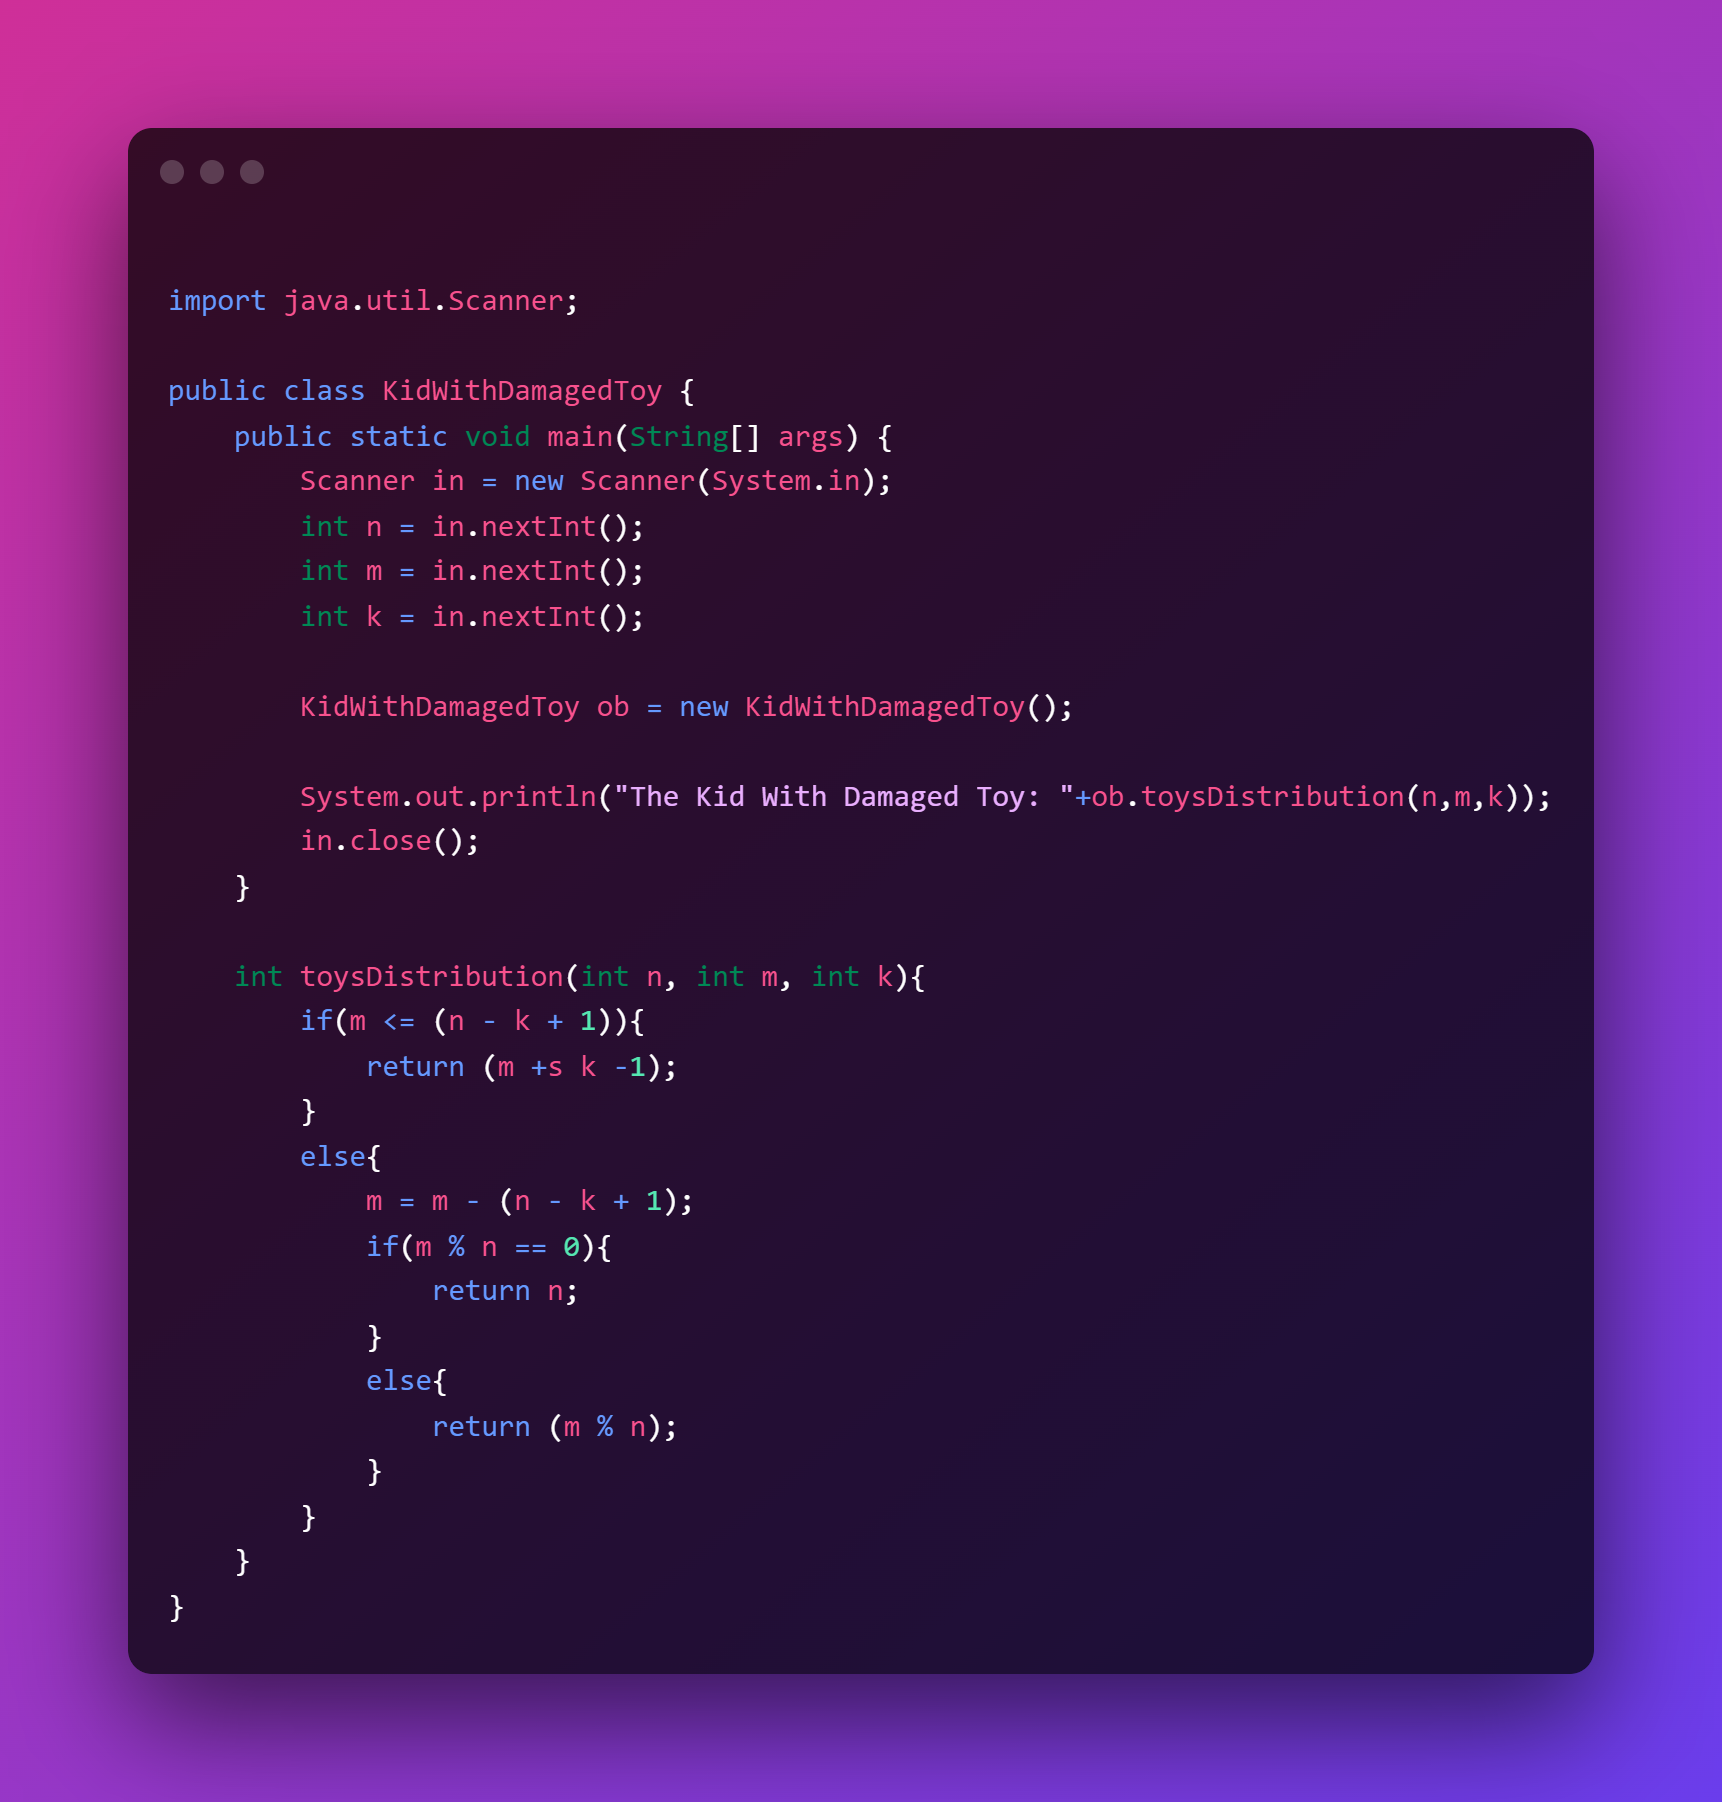 import java.util.Scanner;
public class KidWithDamagedToy {
    public static void main(String[] args) {
        Scanner in = new Scanner(System.in);
        int n = in.nextInt();
        int m = in.nextInt();
        int k = in.nextInt();
        KidWithDamagedToy ob = new KidWithDamagedToy();
        System.out.println("The Kid With Damaged Toy: "+ob.toysDistribution(n,m,k));
        in.close();
    }
    int toysDistribution(int n, int m, int k){
        if(m <= (n - k + 1)){
            return (m +s k -1);
        }
        else{
            m = m - (n - k + 1);
            if(m % n == 0){
                return n;
            }
            else{
                return (m % n);
            }
        }
    }
}